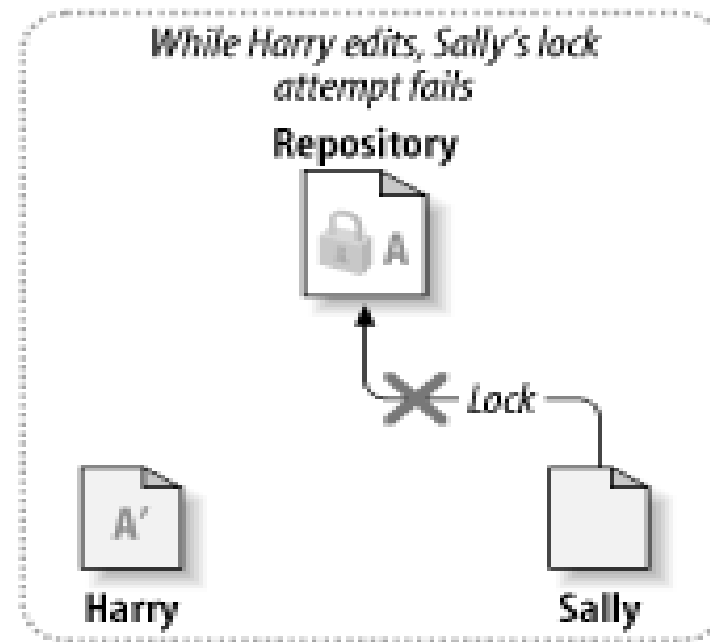 While Harry edits, Sally's lock
attempt fails
Repository
A
Lock
A'
Harry
Sally